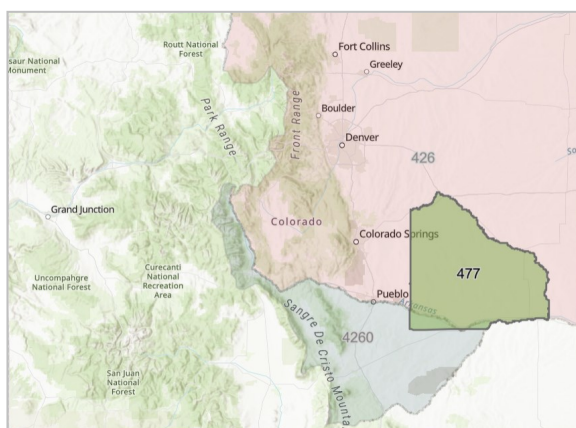 Routt National
Forest
saur National
Monument
Park Range
Front Range
Fort Collins
Greeley
Boulder
Denver
426
Grand Junction
Colorado
Colorado Springs
Uncompahgre
National Forest
Curecanti
National
Recreation
Area
477
Pueblo
Arkansas
4260
Sangre De Cristo Mounta
San Juan
National
Forest